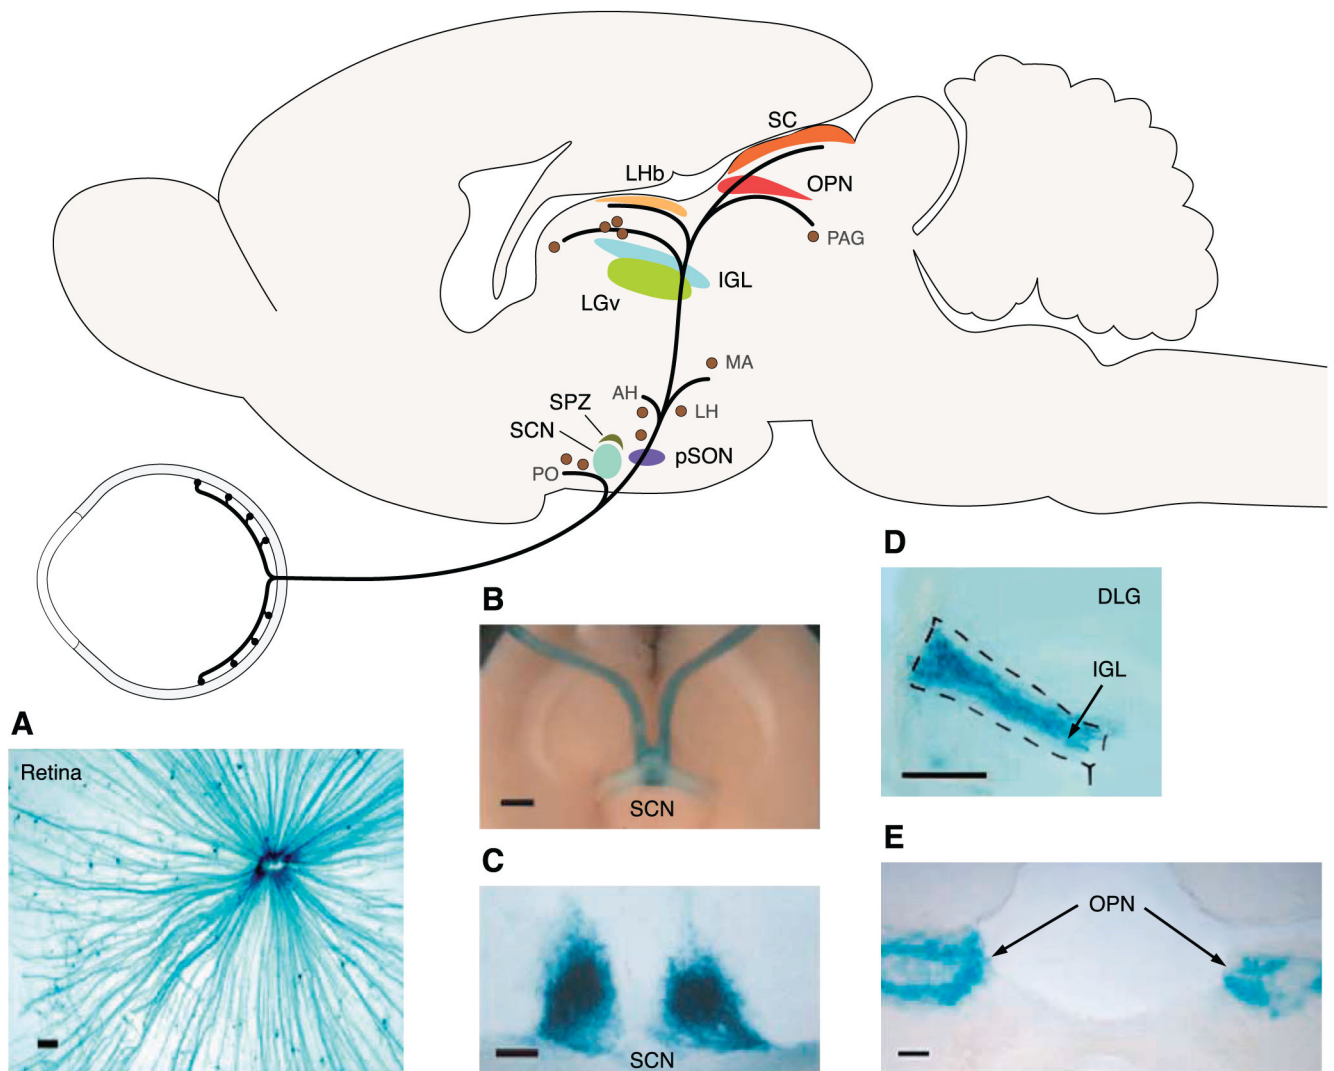 SC
LHb
OPN
PAG
IGL
LGv
MA
AH
SPZ
LH
SCN
pSON
PO
D
DLG
IGL
B
SCN
A
Retina
C
SCN
E
OPN